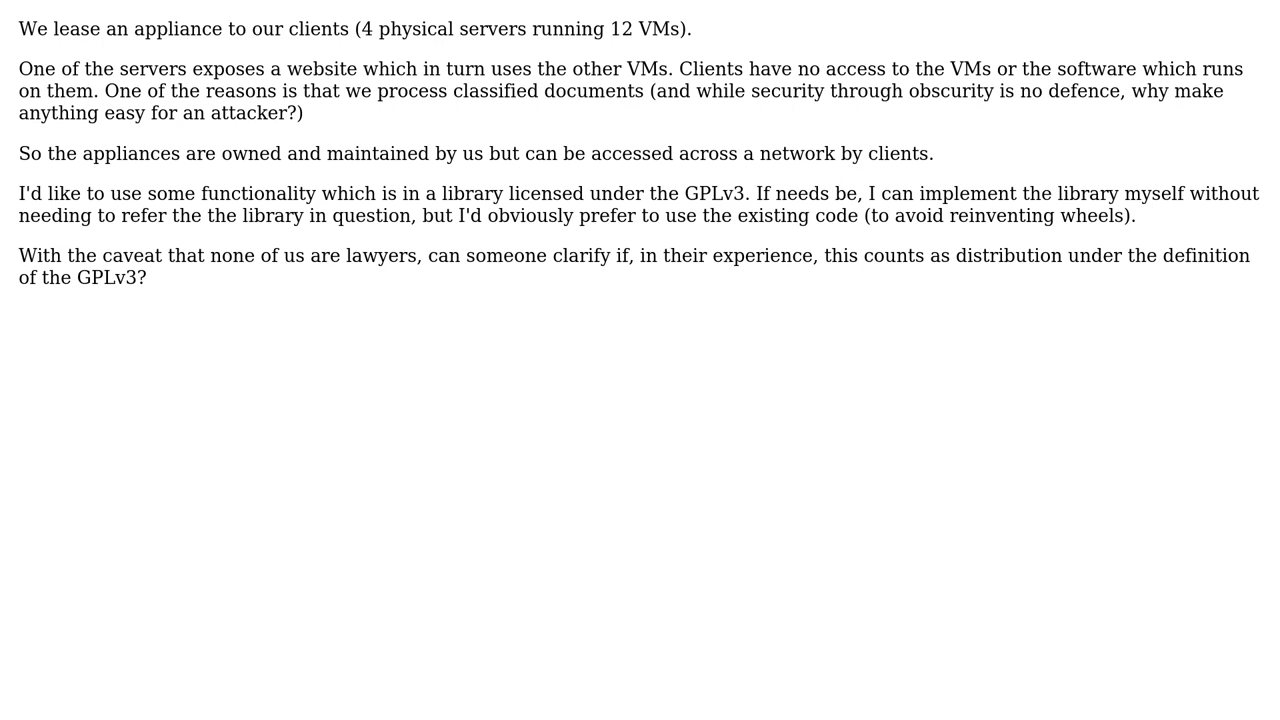 We lease an appliance to our clients (4 physical servers running 12 VMs).
One of the servers exposes a website which in turn uses the other VMs. Clients have no access to the VMs or the software which runs
on them. One of the reasons is that we process classified documents (and while security through obscurity is no defence, why make
anything easy for an attacker?)
So the appliances are owned and maintained by us but can be accessed across a network by clients.
I'd like to use some functionality which is in a library licensed under the GPLv3. If needs be, I can implement the library myself without
needing to refer the the library in question, but I'd obviously prefer to use the existing code (to avoid reinventing wheels).
With the caveat that none of us are lawyers, can someone clarify if, in their experience, this counts as distribution under the definition
of the GPLv3?